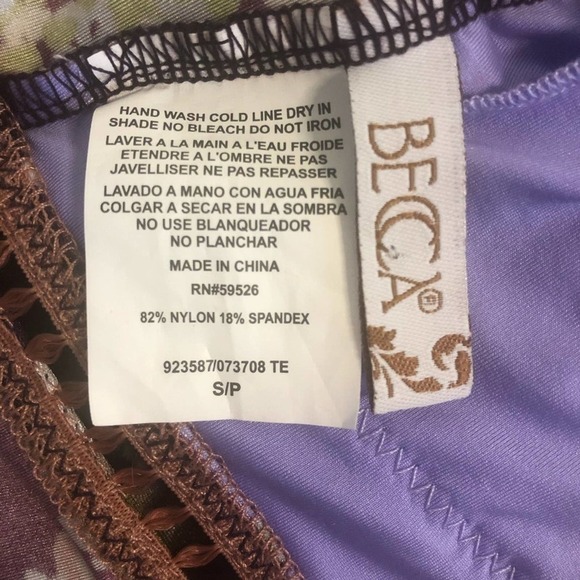 HAND WASH COLD LINE DRY IN
SHADE NO BLEACH DO NOT IRON
LAVER A LA MAIN A L'EAU FROIDE
ETENDRE A L'OMBRE NE PAS
JAVELLISER NE PAS REPASSER
LAVADO A MANO CON AGUA FRIA
COLGAR A SECAR EN LA SOMBRA
NO USE BLANQUEADOR
NO PLANCHAR
MADE IN CHINA
RN#59526
82% NYLON 18% SPANDEX
923587/073708 TE
S/P
BECCA®